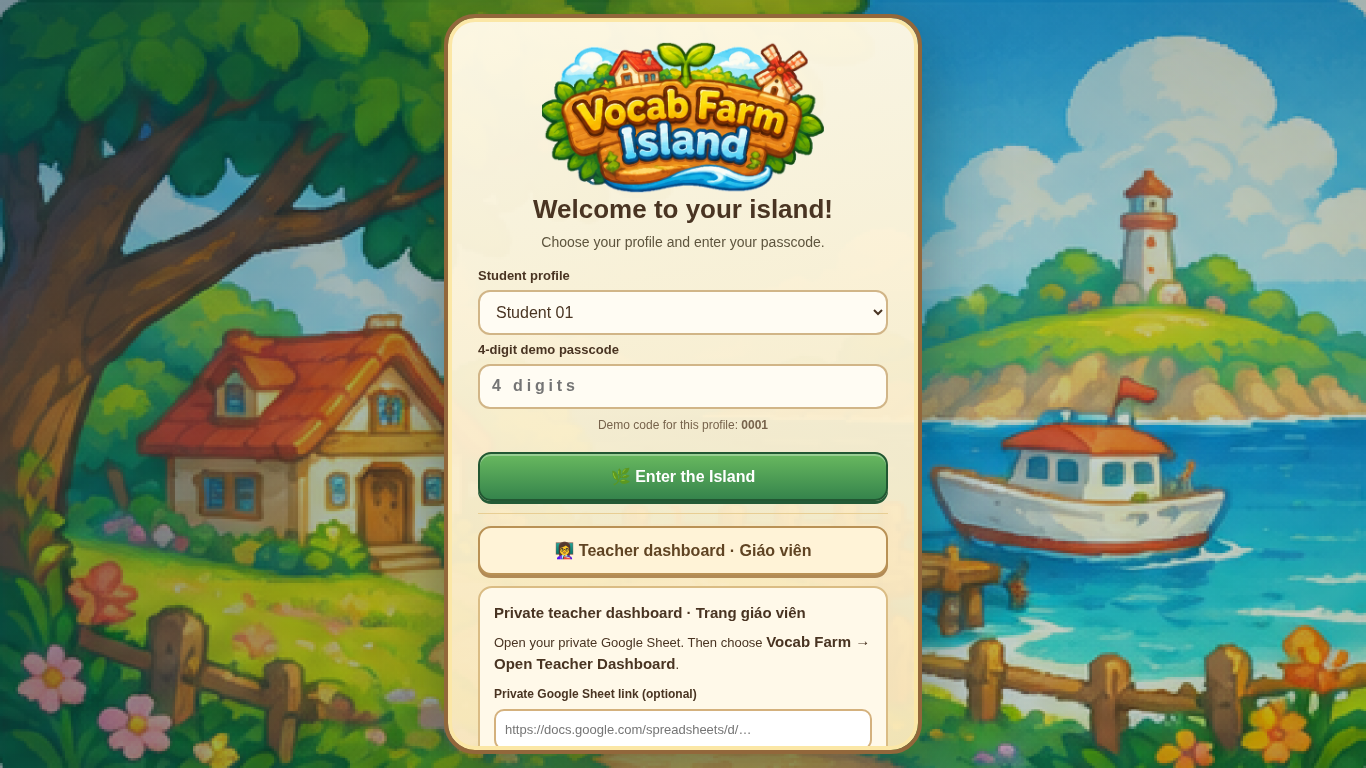 Vocab Farm
Island
Welcome to your island!
Choose your profile and enter your passcode.
Student profile
Student 01
4-digit demo passcode
4 digits
Demo code for this profile: 0001
🌿 Enter the Island
👩‍🏫 Teacher dashboard · Giáo viên
Private teacher dashboard · Trang giáo viên
Open your private Google Sheet. Then choose Vocab Farm →
Open Teacher Dashboard.
Private Google Sheet link (optional)
https://docs.google.com/spreadsheets/d/…